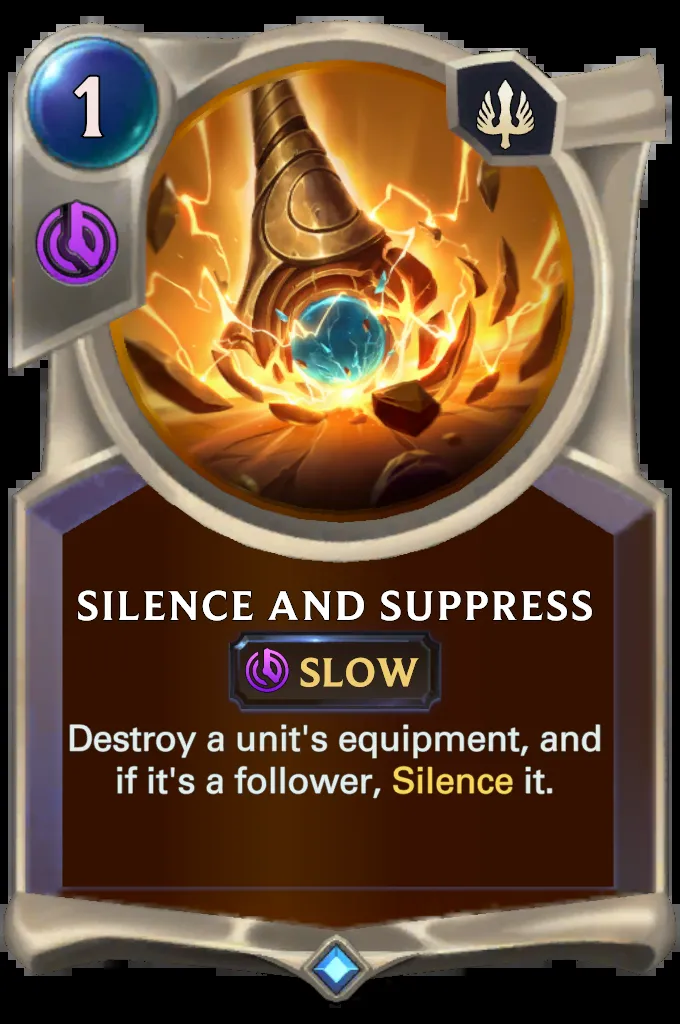 1
SILENCE AND SUPPRESS
SLOW
Destroy a unit's equipment, and
if it's a follower, Silence it.